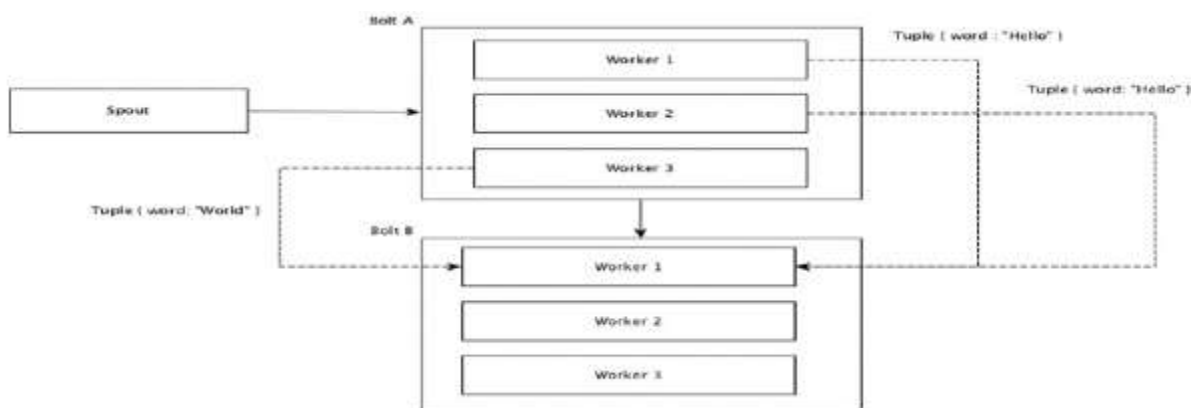 Bolt A
Tuple ( word : "Hello" )
Worker 1
Tuple ( word: "Hello" )
Spout
Worker 2
Worker 3
Tuple ( word: "World" )
Bolt B
Worker 1
Worker 2
Worker 3